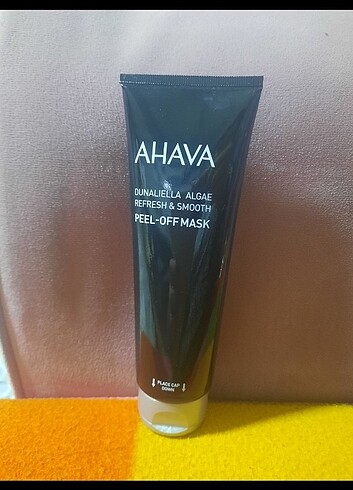 AHAVA
DUNALIELLA ALGAE
REFRESH & SMOOTH
PEEL-OFF MASK
PLACE CAP
DOWN